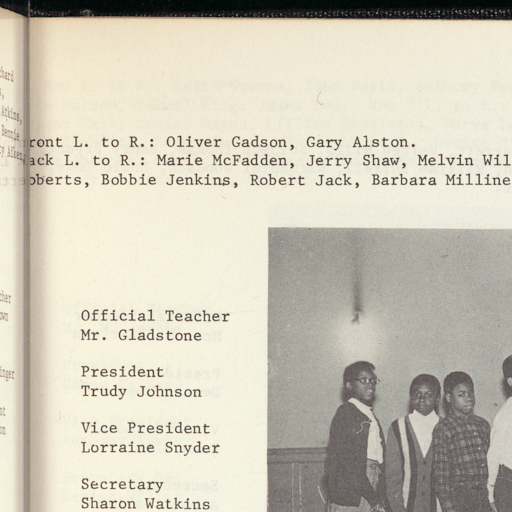 ront L. to R.: Oliver Gadson, Gary Alston.
ack L. to R.: Marie McFadden, Jerry Shaw, Melvin Wil
oberts, Bobbie Jenkins, Robert Jack, Barbara Milline
Official Teacher
Mr. Gladstone
President
Trudy Johnson
Vice President
Lorraine Snyder
Secretary
Sharon Watkins